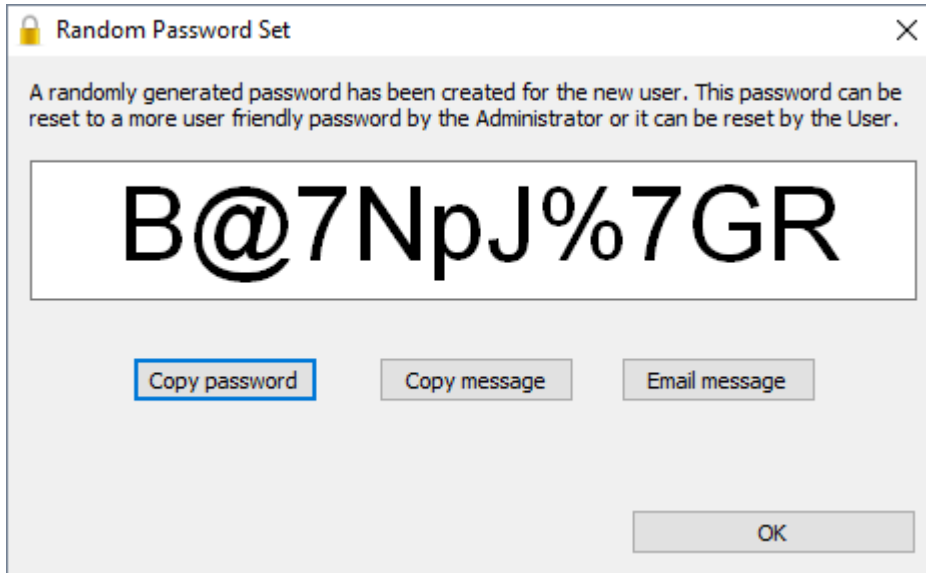 Random Password Set
A randomly generated password has been created for the new user. This password can be
reset to a more user friendly password by the Administrator or it can be reset by the User.
B@7NpJ%7GR
Copy password
Copy message
Email message
OK